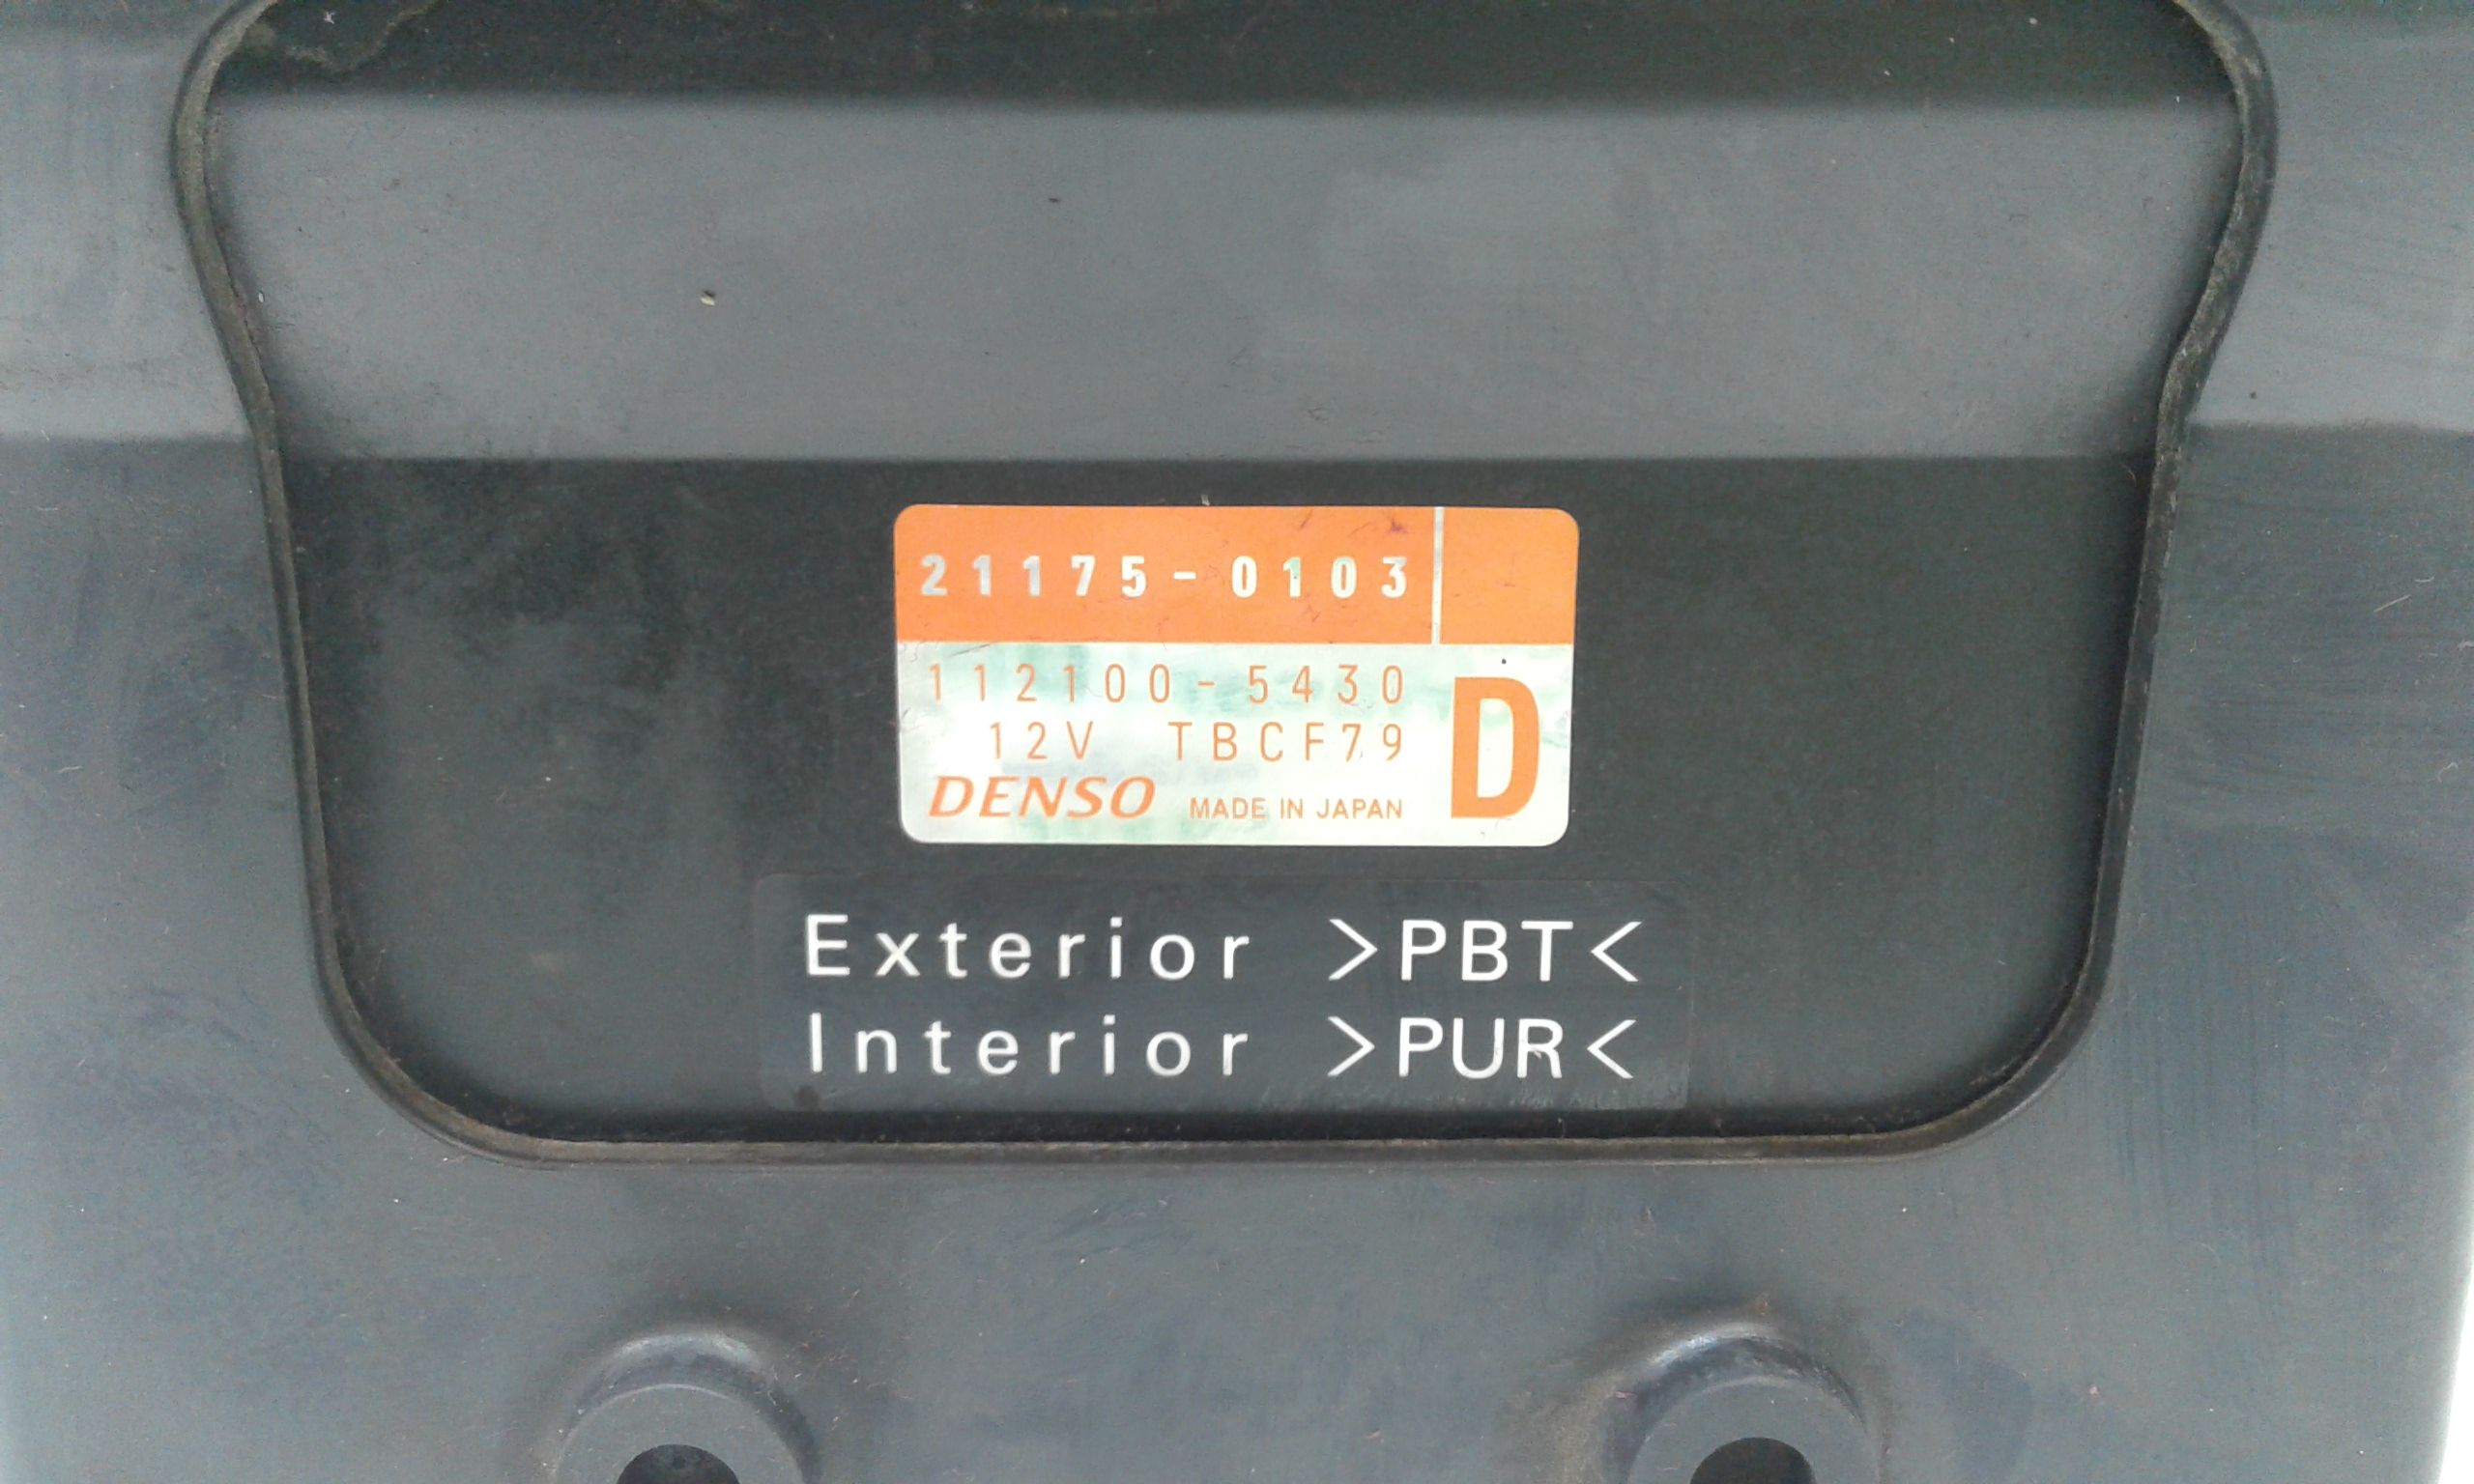 21175-0103
112100-5430
12V TBCF79
DENSO MADE IN JAPAN
D
Exterior >PBT<
Interior >PUR<